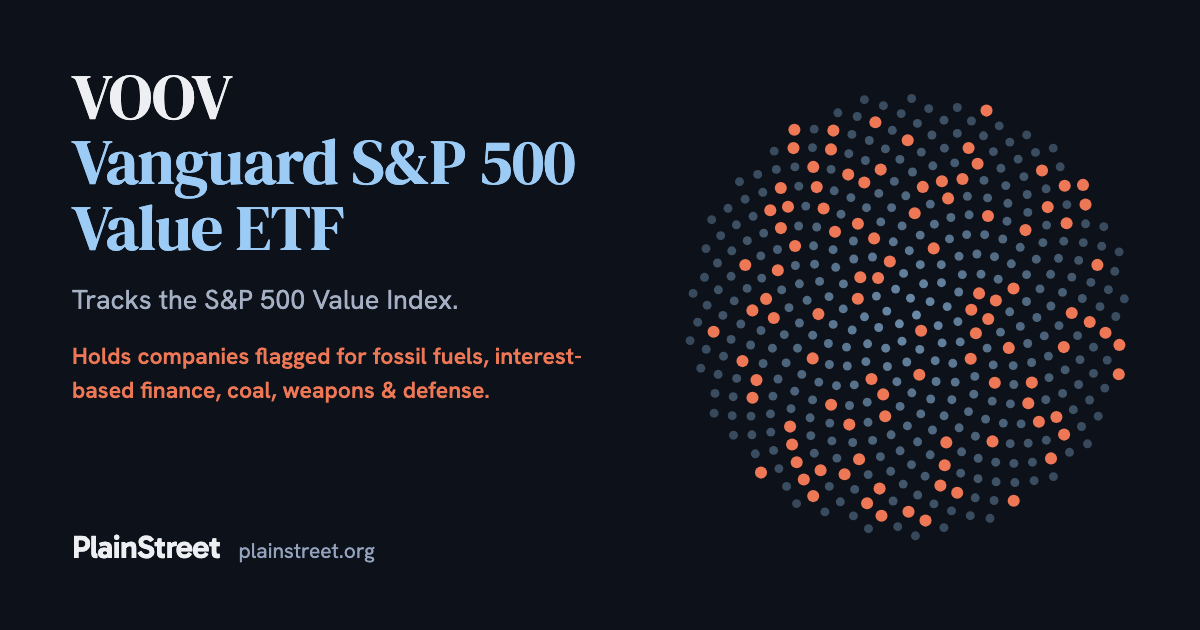 VOOV
Vanguard S&P 500
Value ETF
Tracks the S&P 500 Value Index.
Holds companies flagged for fossil fuels, interest-
based finance, coal, weapons & defense.
PlainStreet plainstreet.org